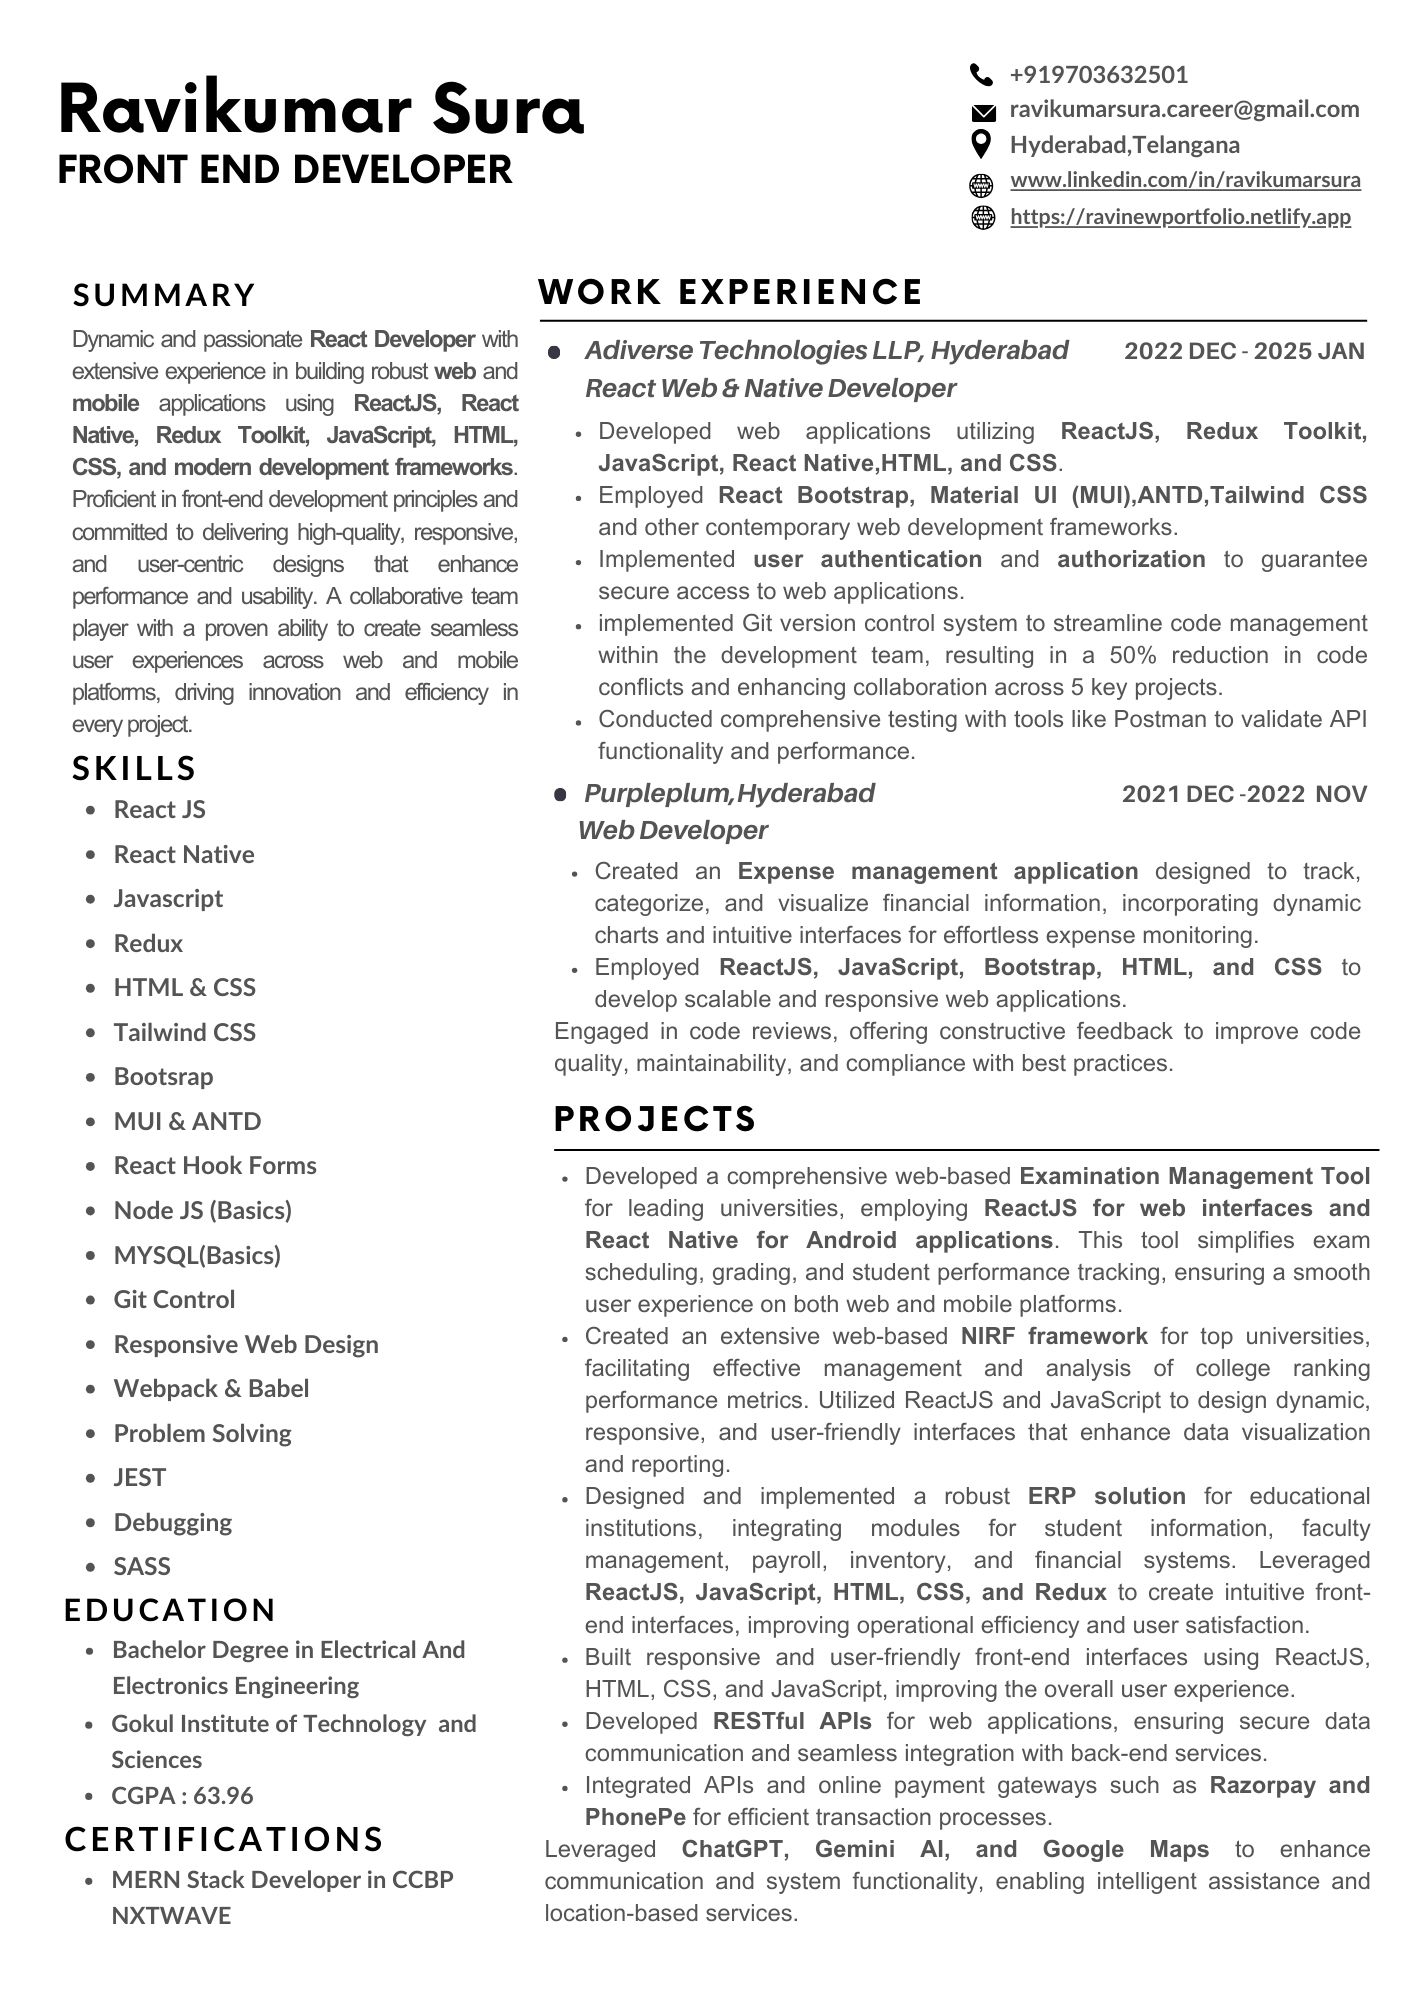 Ravikumar Sura
FRONT END DEVELOPER
+919703632501
ravikumarsura.career@gmail.com
Hyderabad,Telangana
www.linkedin.com/in/ravikumarsura
https://ravinewportfolio.netlify.app
SUMMARY
Dynamic and passionate React Developer with
extensive experience in building robust web and
mobile applications using ReactJS, React
Native, Redux Toolkit, JavaScript, HTML,
CSS, and modern development frameworks.
Proficient in front-end development principles and
committed to delivering high-quality, responsive,
and user-centric designs that enhance
performance and usability. A collaborative team
player with a proven ability to create seamless
user experiences across web and mobile
platforms, driving innovation and efficiency in
every project.
SKILLS
• React JS
• React Native
• Javascript
• Redux
• HTML & CSS
• Tailwind CSS
• Bootsrap
• MUI & ANTD
• React Hook Forms
• Node JS (Basics)
• MYSQL(Basics)
• Git Control
• Responsive Web Design
• Webpack & Babel
• Problem Solving
• JEST
• Debugging
• SASS
EDUCATION
• Bachelor Degree in Electrical And
Electronics Engineering
• Gokul Institute of Technology and
Sciences
• CGPA : 63.96
CERTIFICATIONS
• MERN Stack Developer in CCBP
NXTWAVE
WORK EXPERIENCE
• Adiverse Technologies LLP, Hyderabad 2022 DEC - 2025 JAN
React Web & Native Developer
• Developed web applications utilizing ReactJS, Redux Toolkit,
JavaScript, React Native,HTML, and CSS.
• Employed React Bootstrap, Material UI (MUI),ANTD,Tailwind CSS
and other contemporary web development frameworks.
• Implemented user authentication and authorization to guarantee
secure access to web applications.
• implemented Git version control system to streamline code management
within the development team, resulting in a 50% reduction in code
conflicts and enhancing collaboration across 5 key projects.
• Conducted comprehensive testing with tools like Postman to validate API
functionality and performance.
• Purpleplum,Hyderabad 2021 DEC -2022 NOV
Web Developer
• Created an Expense management application designed to track,
categorize, and visualize financial information, incorporating dynamic
charts and intuitive interfaces for effortless expense monitoring.
• Employed ReactJS, JavaScript, Bootstrap, HTML, and CSS to
develop scalable and responsive web applications.
Engaged in code reviews, offering constructive feedback to improve code
quality, maintainability, and compliance with best practices.
PROJECTS
• Developed a comprehensive web-based Examination Management Tool
for leading universities, employing ReactJS for web interfaces and
React Native for Android applications. This tool simplifies exam
scheduling, grading, and student performance tracking, ensuring a smooth
user experience on both web and mobile platforms.
• Created an extensive web-based NIRF framework for top universities,
facilitating effective management and analysis of college ranking
performance metrics. Utilized ReactJS and JavaScript to design dynamic,
responsive, and user-friendly interfaces that enhance data visualization
and reporting.
• Designed and implemented a robust ERP solution for educational
institutions, integrating modules for student information, faculty
management, payroll, inventory, and financial systems. Leveraged
ReactJS, JavaScript, HTML, CSS, and Redux to create intuitive front-
end interfaces, improving operational efficiency and user satisfaction.
• Built responsive and user-friendly front-end interfaces using ReactJS,
HTML, CSS, and JavaScript, improving the overall user experience.
• Developed RESTful APIs for web applications, ensuring secure data
communication and seamless integration with back-end services.
• Integrated APIs and online payment gateways such as Razorpay and
PhonePe for efficient transaction processes.
Leveraged ChatGPT, Gemini AI, and Google Maps to enhance
communication and system functionality, enabling intelligent assistance and
location-based services.